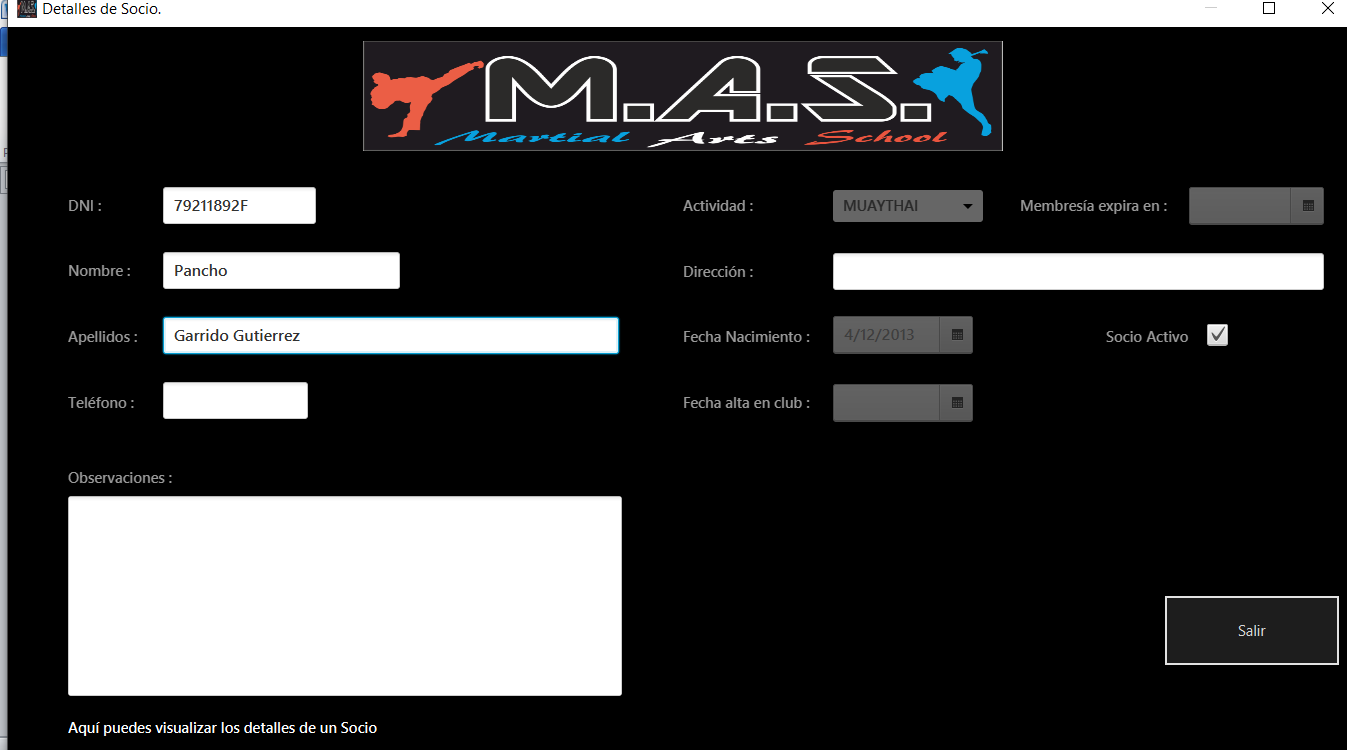 Detalles de Socio.
M.A.S.
Martial Arts School
DNI : 79211892F
Actividad : MUAYTHAI
Membresía expira en :
Nombre : Pancho
Dirección :
Apellidos : Garrido Gutierrez
Fecha Nacimiento : 4/12/2013
Socio Activo
Teléfono :
Fecha alta en club :
Observaciones :
Salir
Aquí puedes visualizar los detalles de un Socio